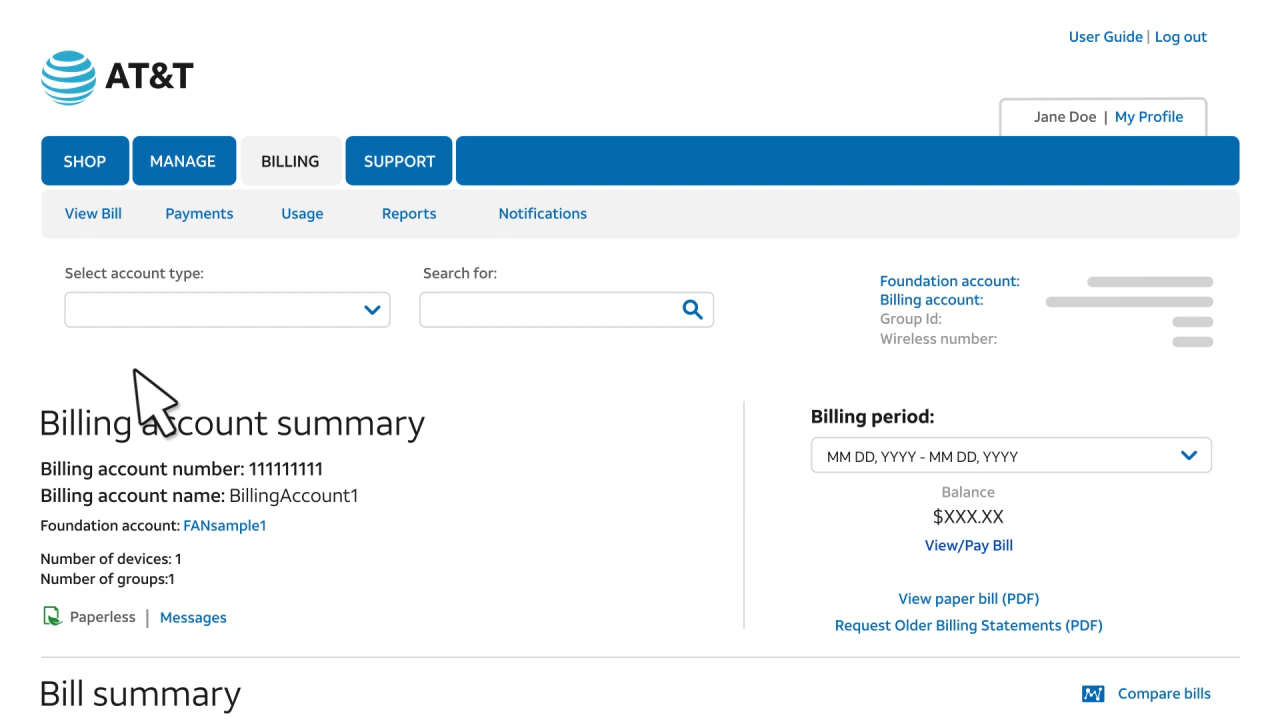 User Guide | Log out
AT&T
Jane Doe | My Profile
SHOP MANAGE BILLING SUPPORT
View Bill Payments Usage Reports Notifications
Select account type: Search for:
Foundation account:
Billing account:
Group Id:
Wireless number:
Billing account summary
Billing account number: 111111111
Billing account name: BillingAccount1
Foundation account: FANsample1
Number of devices: 1
Number of groups:1
Paperless | Messages
Billing period:
MM DD, YYYY - MM DD, YYYY
Balance
$XXX.XX
View/Pay Bill
View paper bill (PDF)
Request Older Billing Statements (PDF)
Bill summary
Compare bills